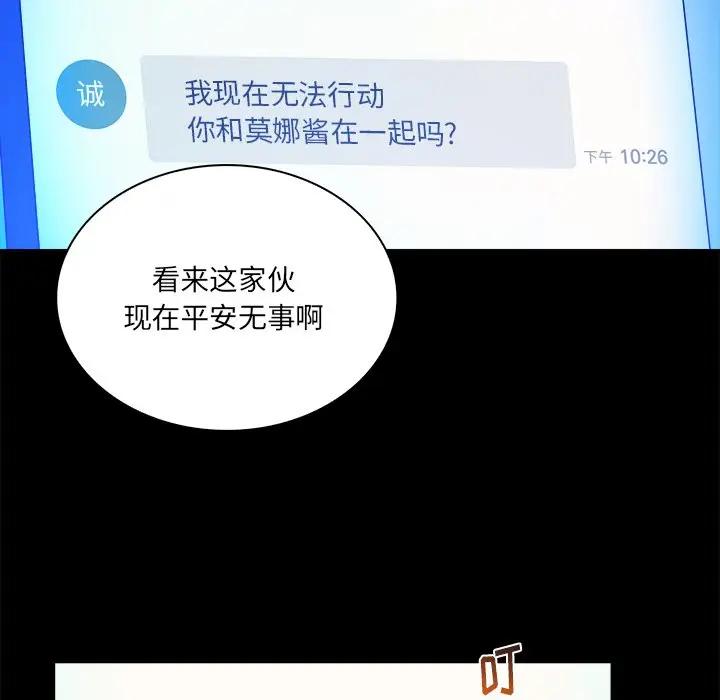 诚
我现在无法行动
你和莫娜酱在一起吗?
下午 10:26
看来这家伙
现在平安无事啊
叮